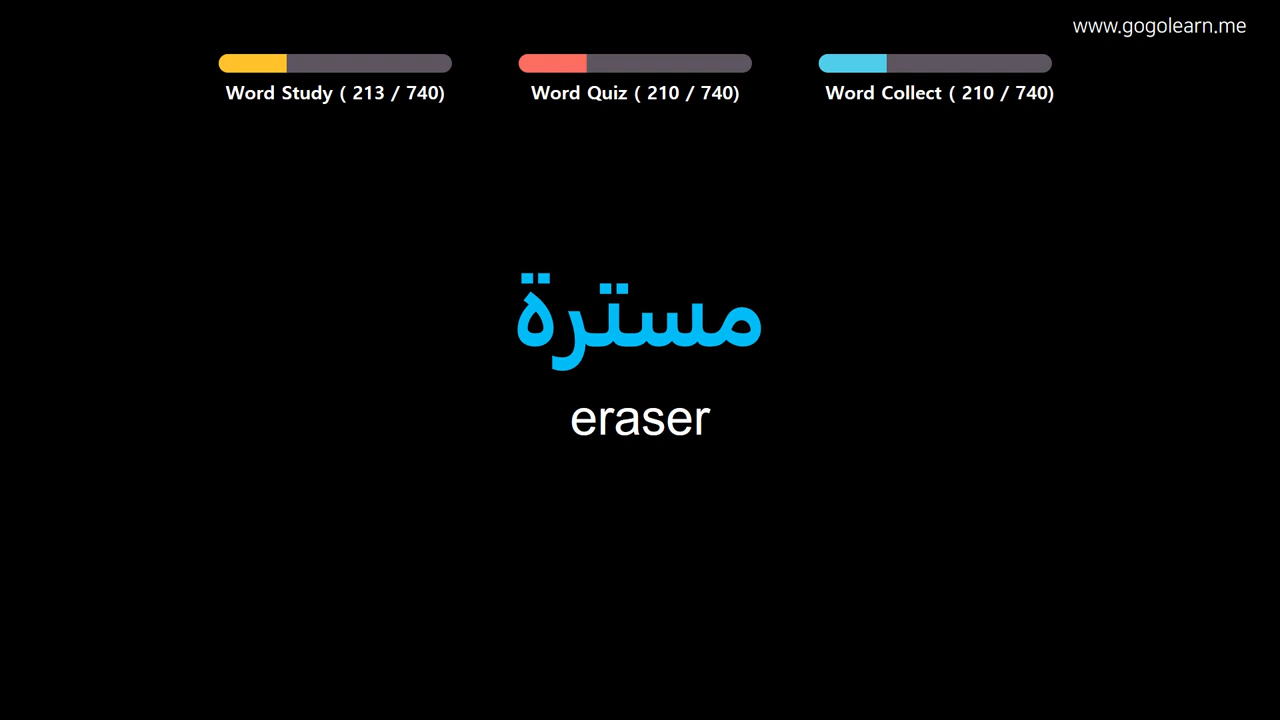 www.gogolearn.me
Word Study ( 213 / 740)
Word Quiz ( 210 / 740)
Word Collect ( 210 / 740)
مسترة
eraser